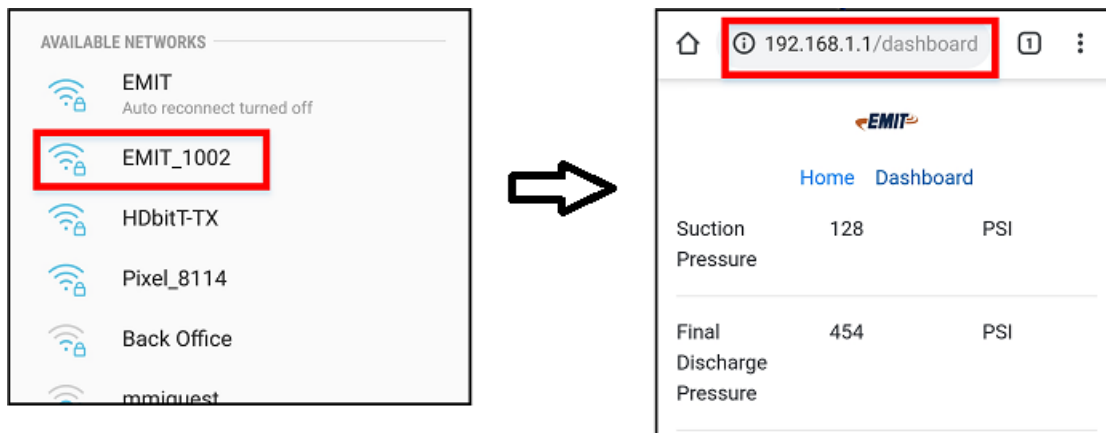 AVAILABLE NETWORKS
EMIT
Auto reconnect turned off
EMIT_1002
HDbitT-TX
Pixel_8114
Back Office
mmiguest
192.168.1.1/dashboard
1
EMIT
Home Dashboard
Suction 128 PSI
Pressure
Final 454 PSI
Discharge
Pressure